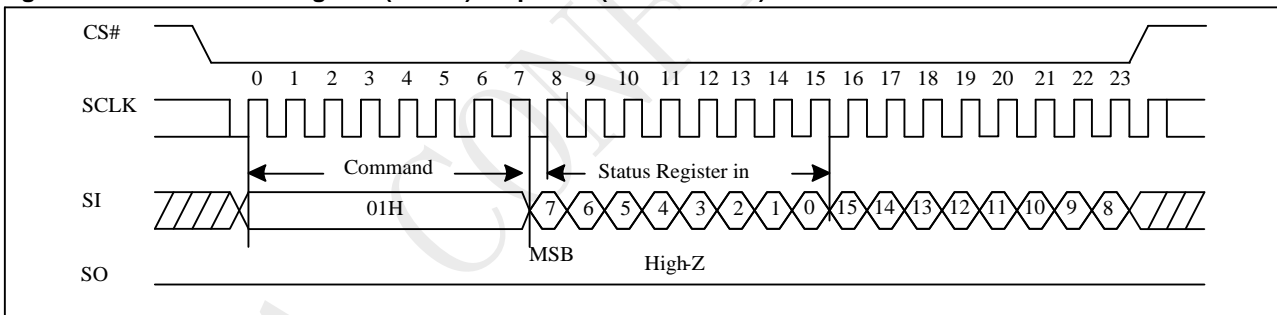 CS#
0 1 2 3 4 5 6 7 8 9 10 11 12 13 14 15 16 17 18 19 20 21 22 23
SCLK
Command Status Register in
SI 01H 7 6 5 4 3 2 1 0 15 14 13 12 11 10 9 8
MSB High-Z
SO